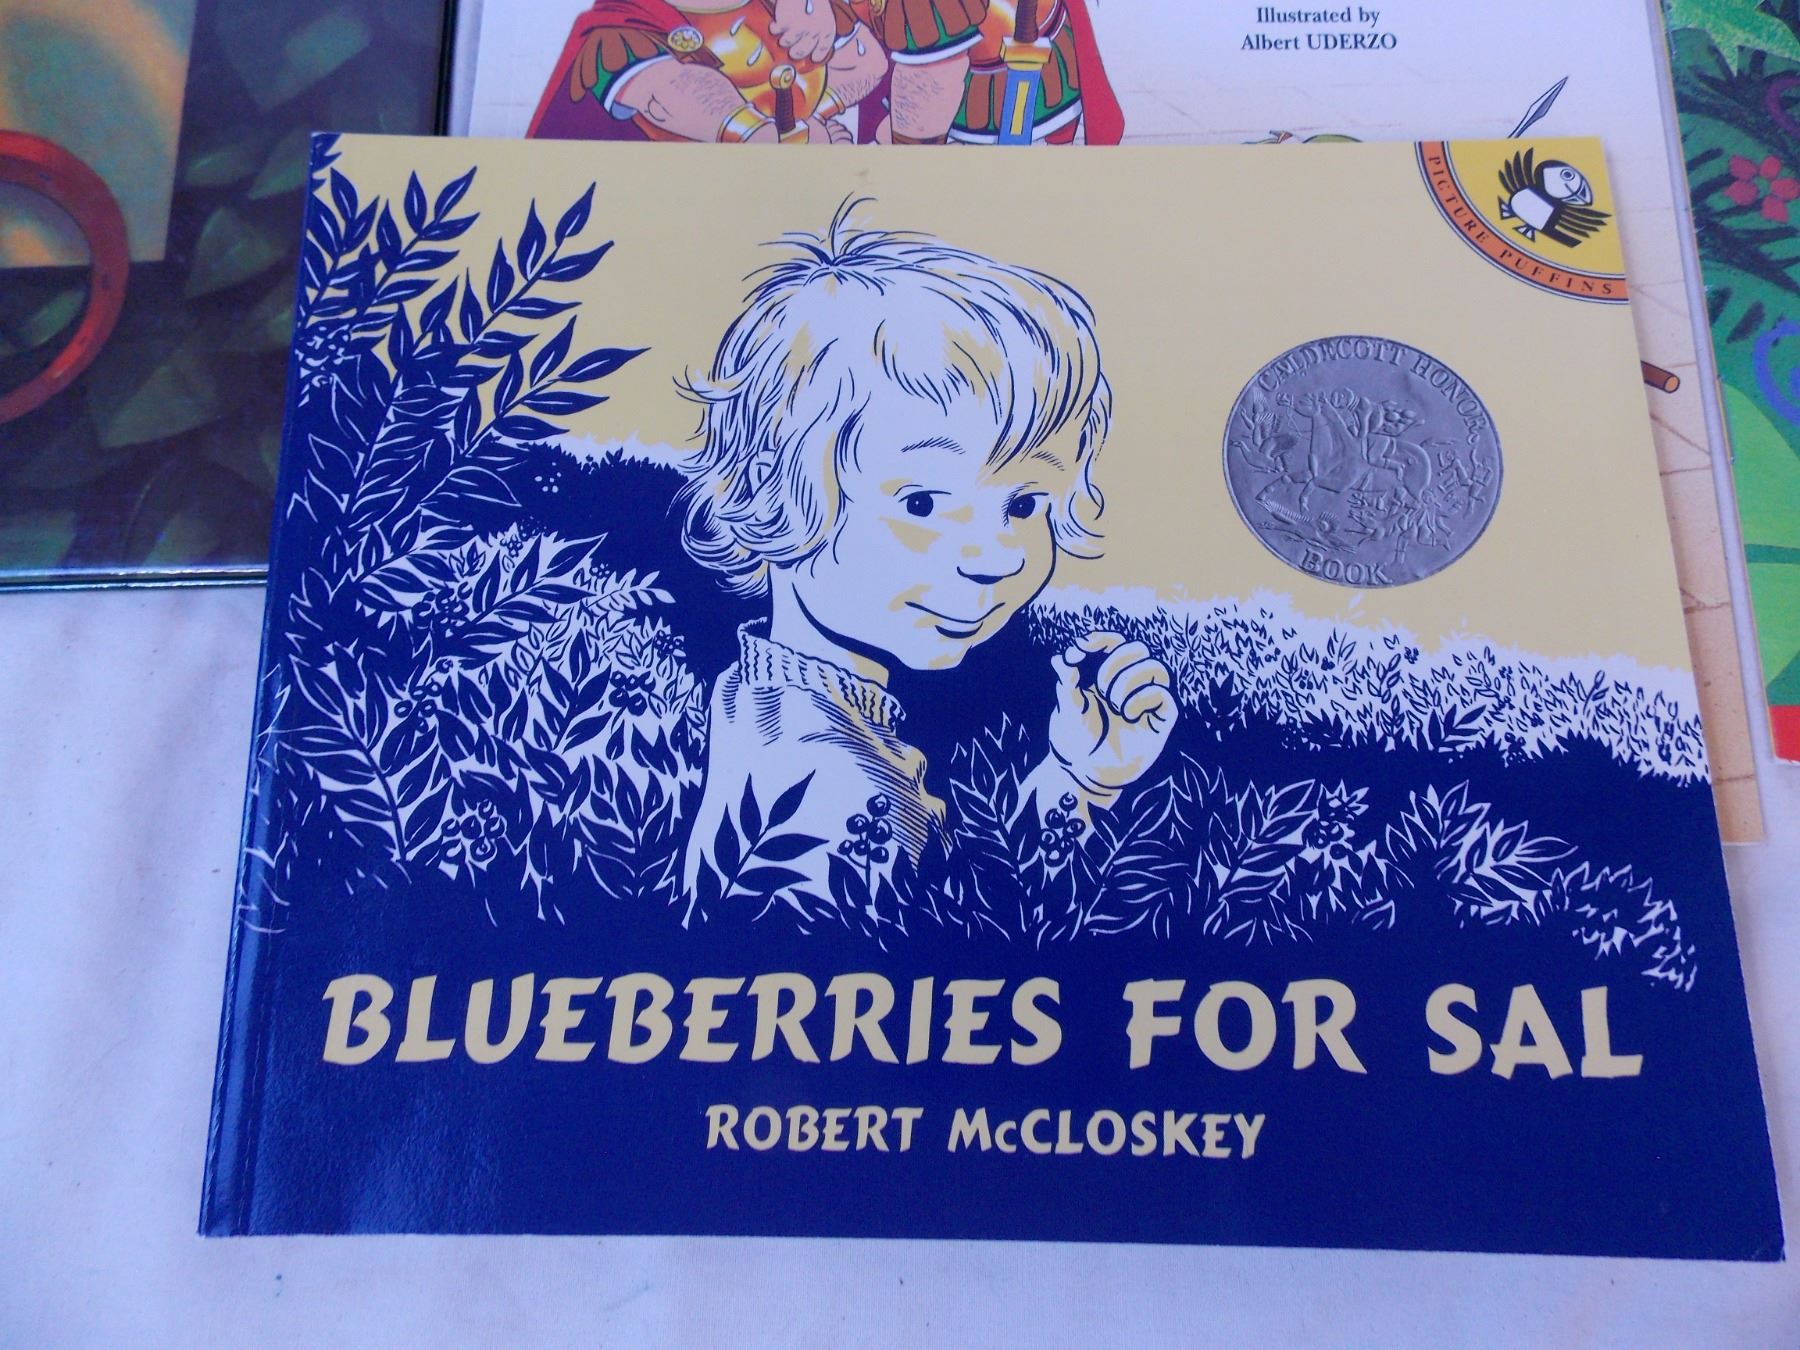 Illustrated by
Albert UDERZO
PICTURE PUFFINS
CALDECOTT HONOR
BOOK
BLUEBERRIES FOR SAL
ROBERT McCLOSKEY